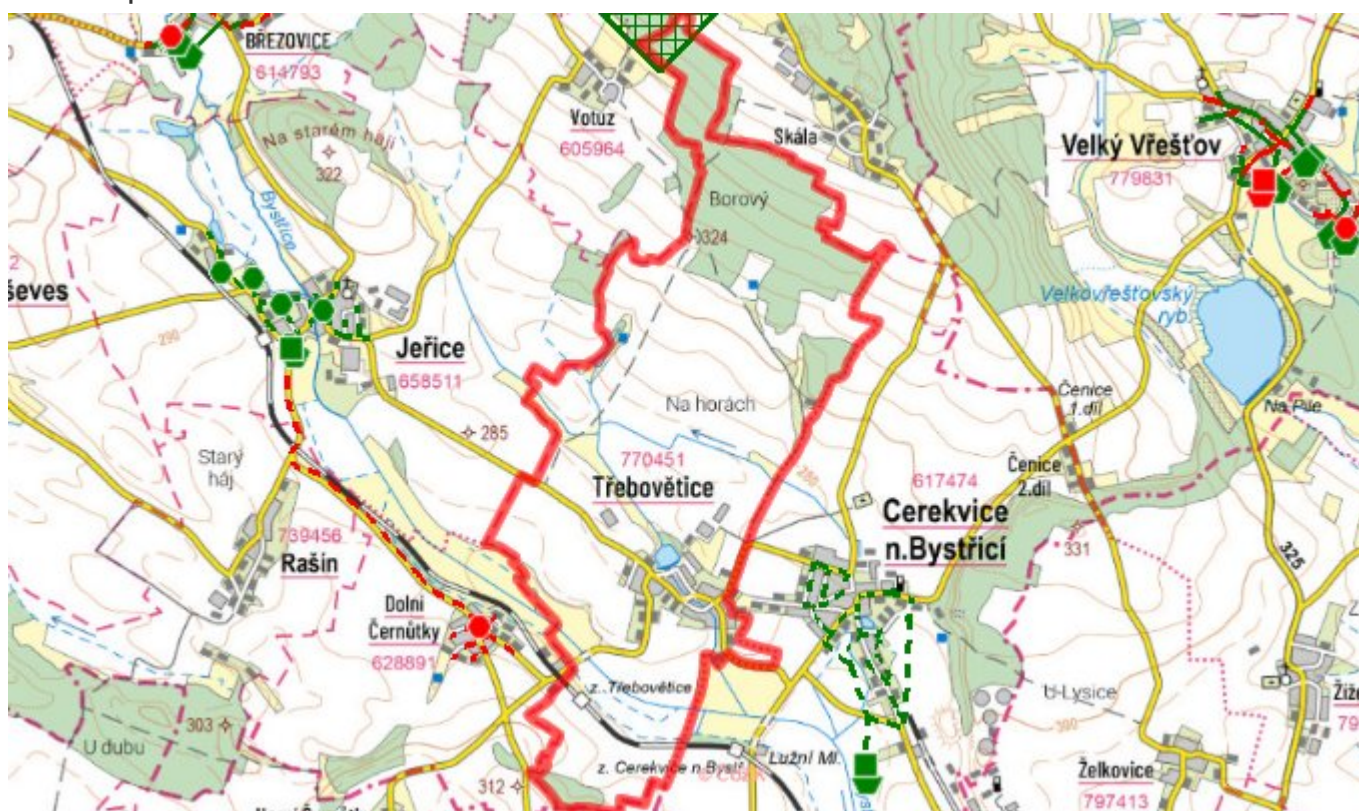 BŘEZOVICE
614793
Na starém háji
322
Votuz
605964
Skála
Velký Vřešťov
779831
Borový
324
Bystřice
Velkovřešťovský
ryb.
ševes
Jeřice
658511
290
285
Na horách
Čenice
1.díl
Na Pile
Starý
háj
770451
Třebovětice
280
617474
Cerekvice
n.Bystřicí
Čenice
2.díl
331
325
739456
Rašín
Dolní
Černůtky
628891
z. Třebovětice
U Lysice
300
303
U dubu
312
z. Cerekvice n.Bystř.
Lužní Ml.
Želkovice
797413